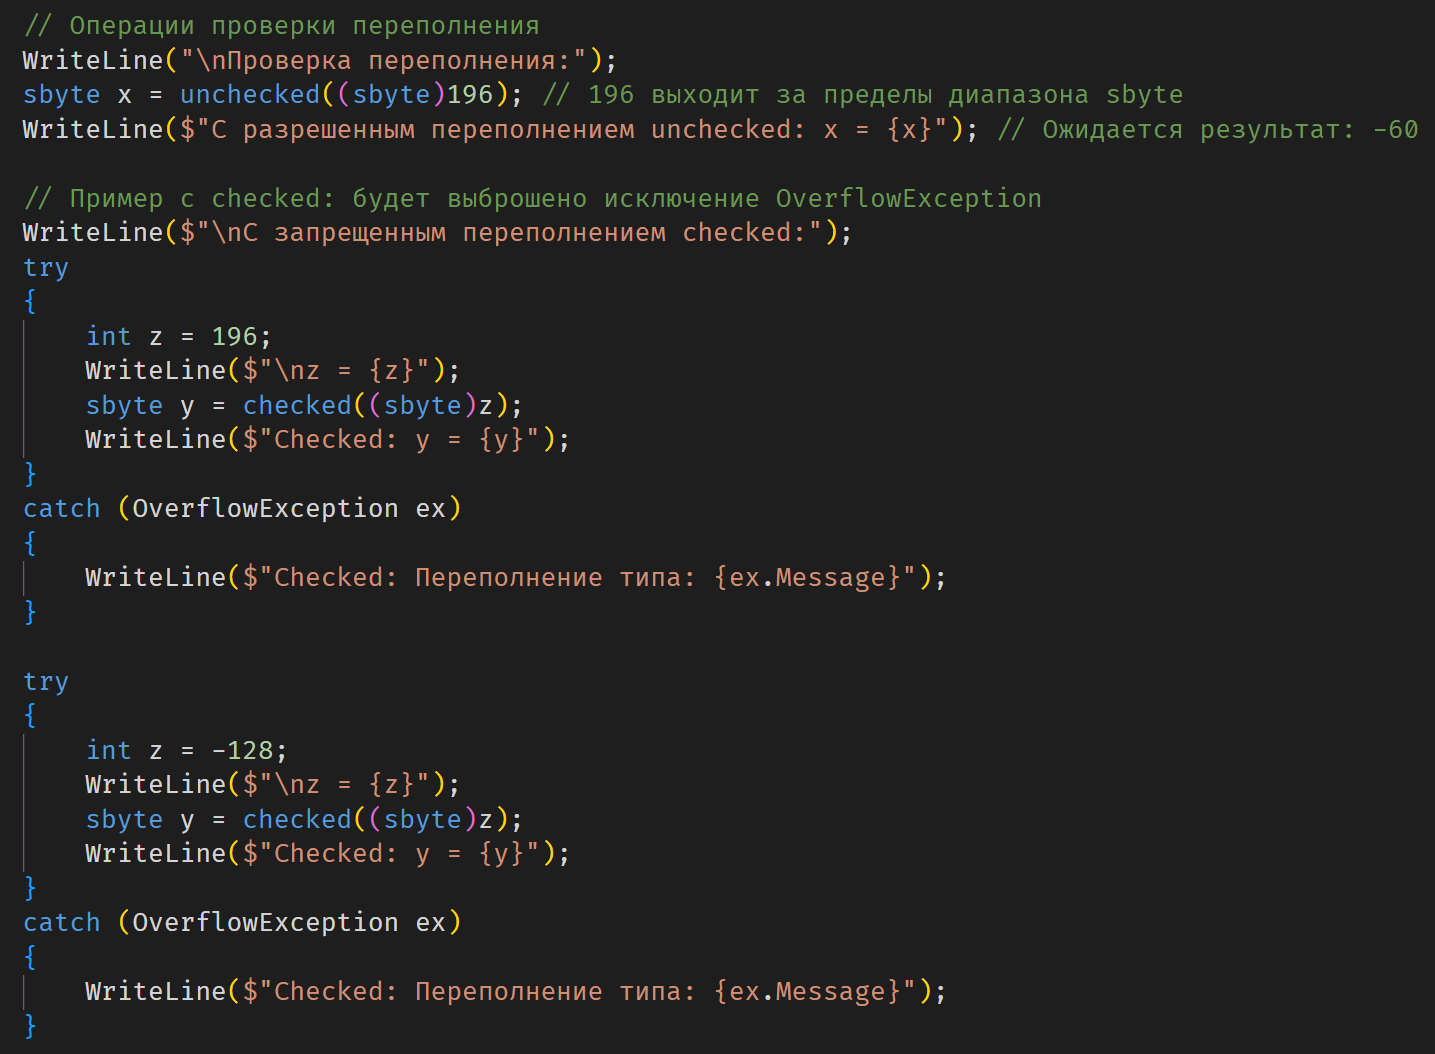 // Операции проверки переполнения
WriteLine("\nПроверка переполнения:");
sbyte x = unchecked((sbyte)196); // 196 выходит за пределы диапазона sbyte
WriteLine($"С разрешенным переполнением unchecked: x = {x}"); // Ожидается результат: -60
// Пример с checked: будет выброшено исключение OverflowException
WriteLine($"\nС запрещенным переполнением checked:");
try
{
    int z = 196;
    WriteLine($"\nz = {z}");
    sbyte y = checked((sbyte)z);
    WriteLine($"Checked: y = {y}");
}
catch (OverflowException ex)
{
    WriteLine($"Checked: Переполнение типа: {ex.Message}");
}
try
{
    int z = -128;
    WriteLine($"\nz = {z}");
    sbyte y = checked((sbyte)z);
    WriteLine($"Checked: y = {y}");
}
catch (OverflowException ex)
{
    WriteLine($"Checked: Переполнение типа: {ex.Message}");
}